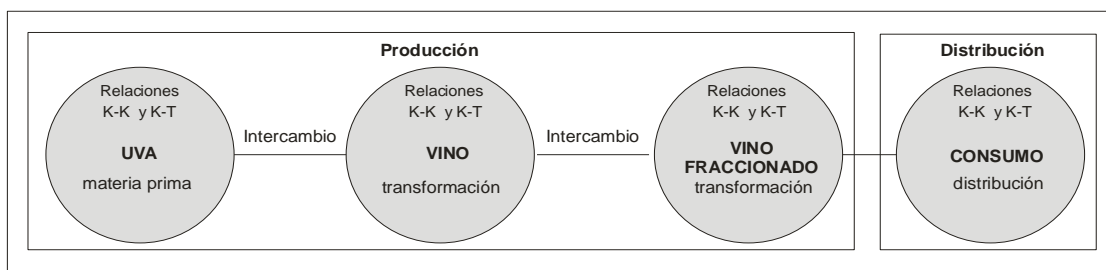 Producción
Distribución
Relaciones
K-K y K-T
UVA
materia prima
Intercambio
Relaciones
K-K y K-T
VINO
transformación
Intercambio
Relaciones
K-K y K-T
VINO
FRACCIONADO
transformación
Relaciones
K-K y K-T
CONSUMO
distribución